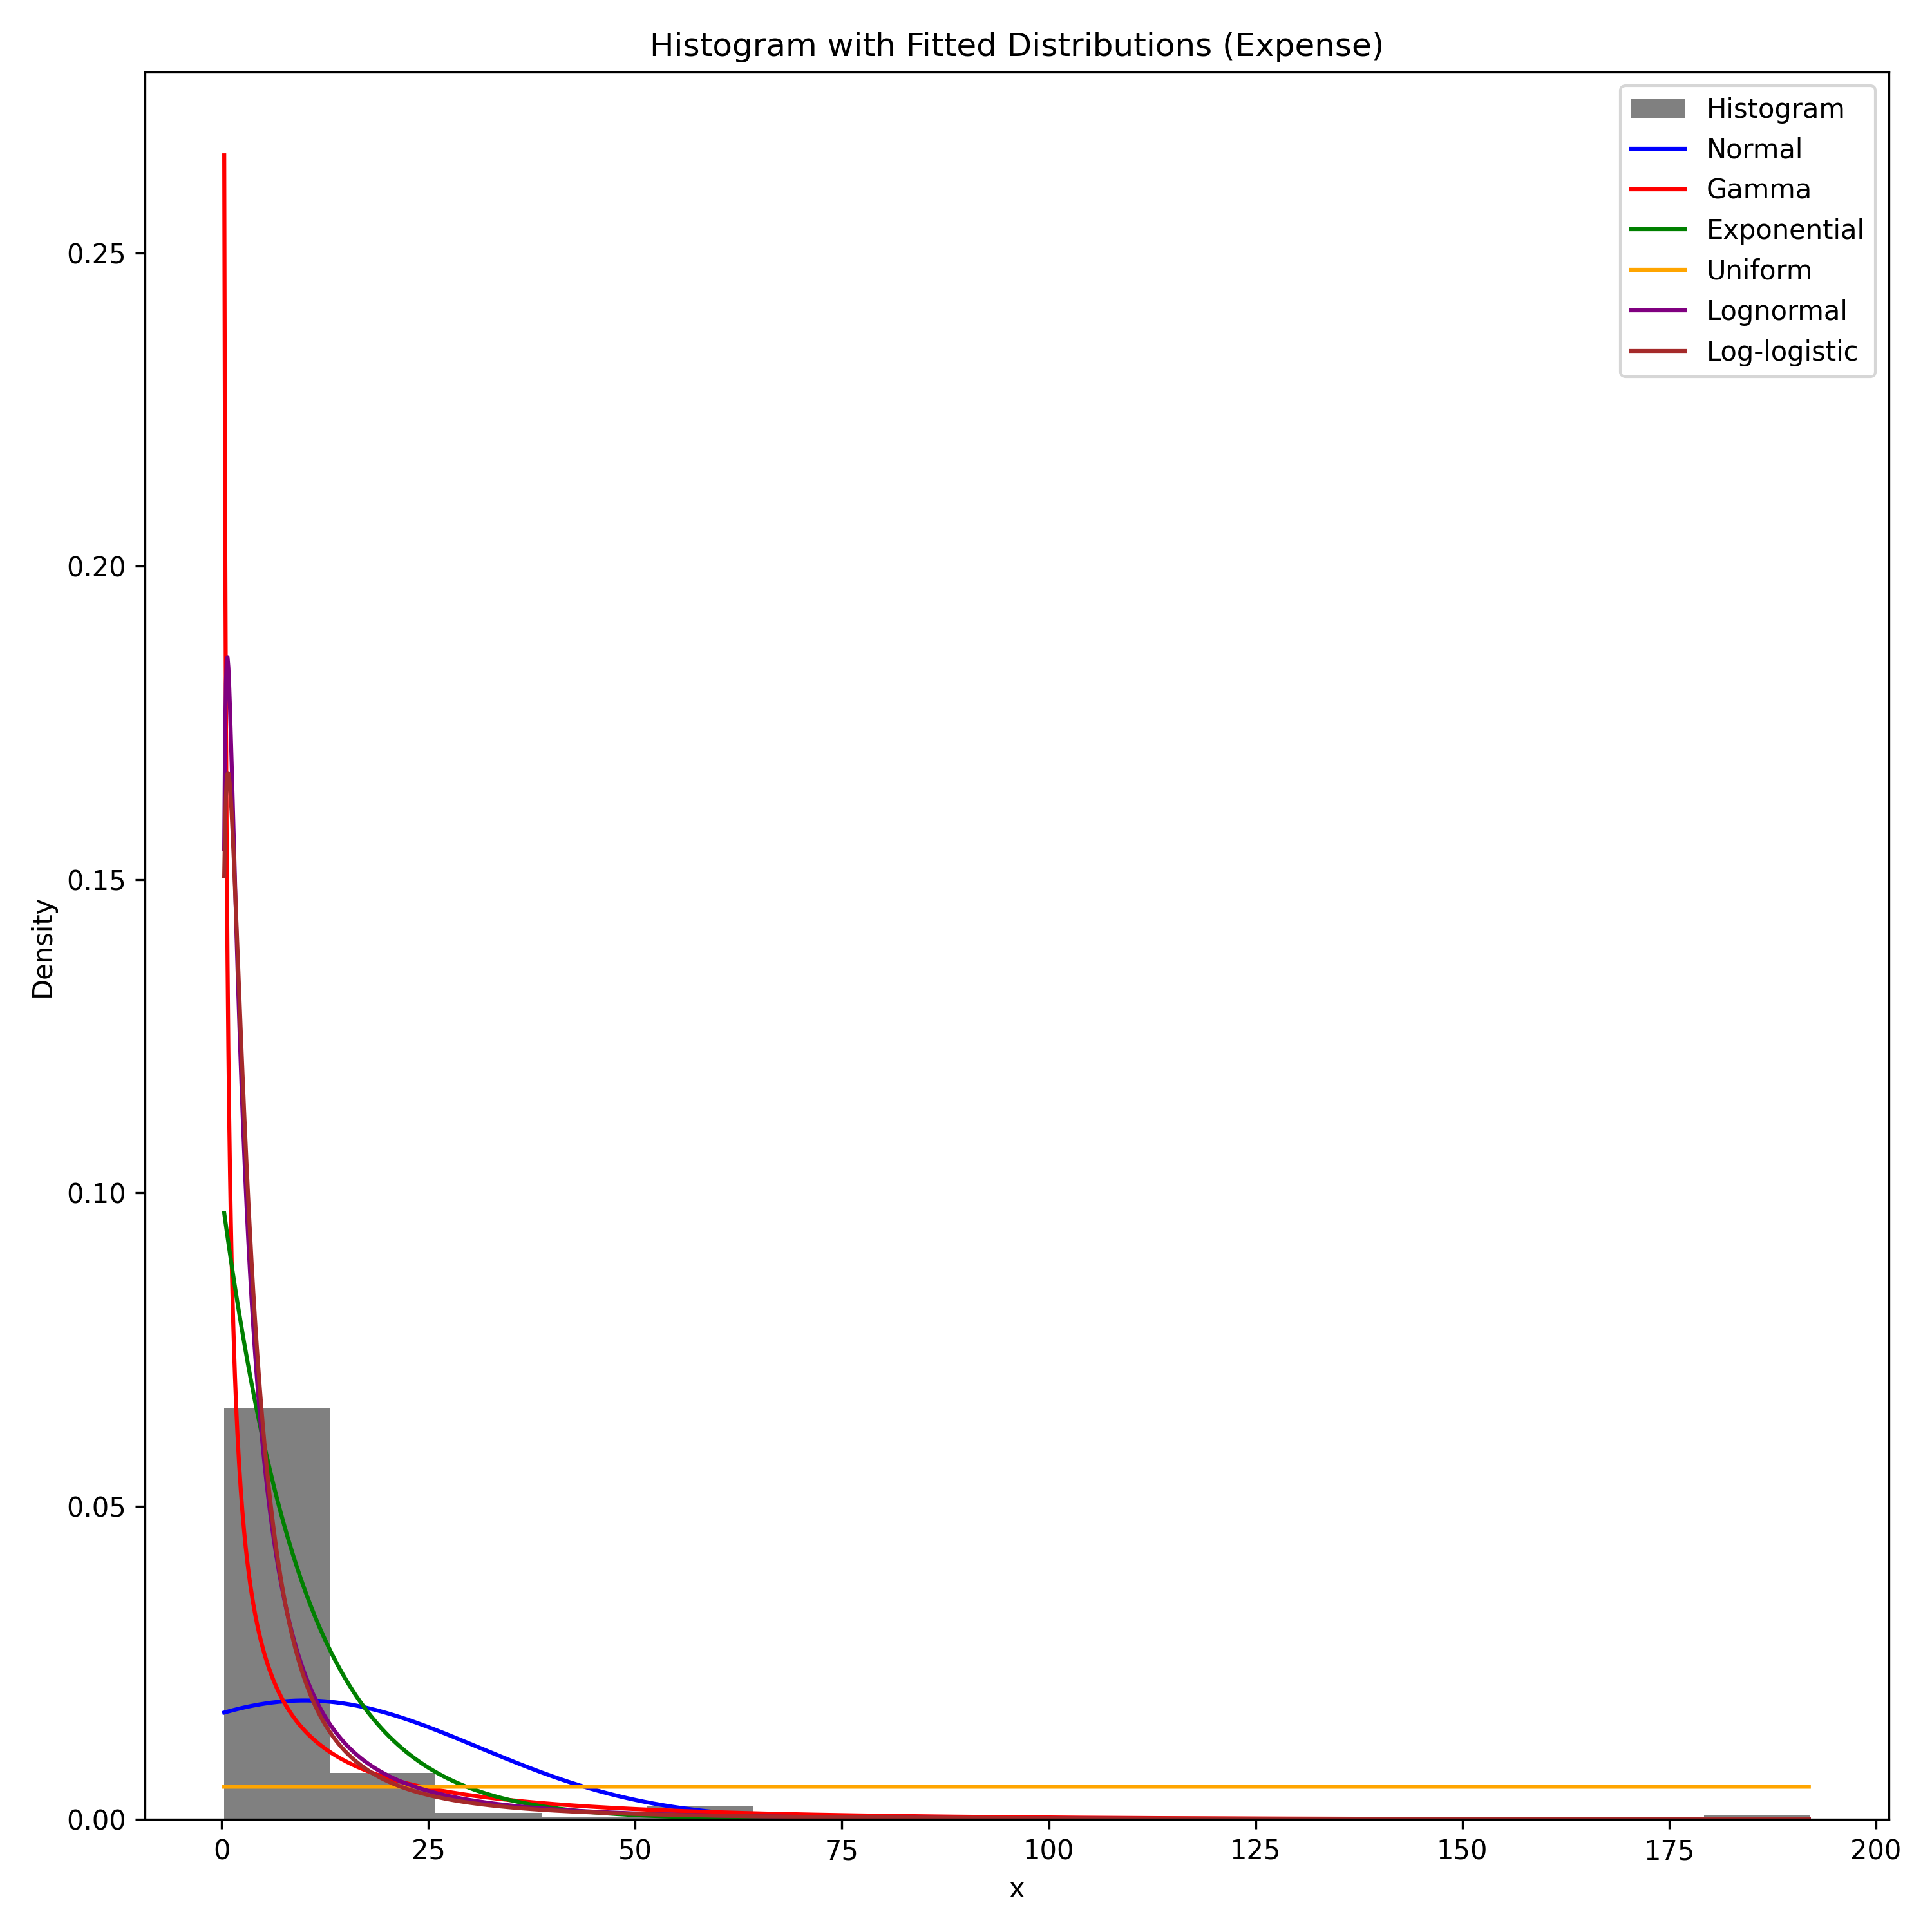 Histogram with Fitted Distributions (Expense)
Histogram
Normal
Gamma
Exponential
Uniform
Lognormal
Log-logistic
Density
0.25
0.20
0.15
0.10
0.05
0.00
0 25 50 75 100 125 150 175 200
x